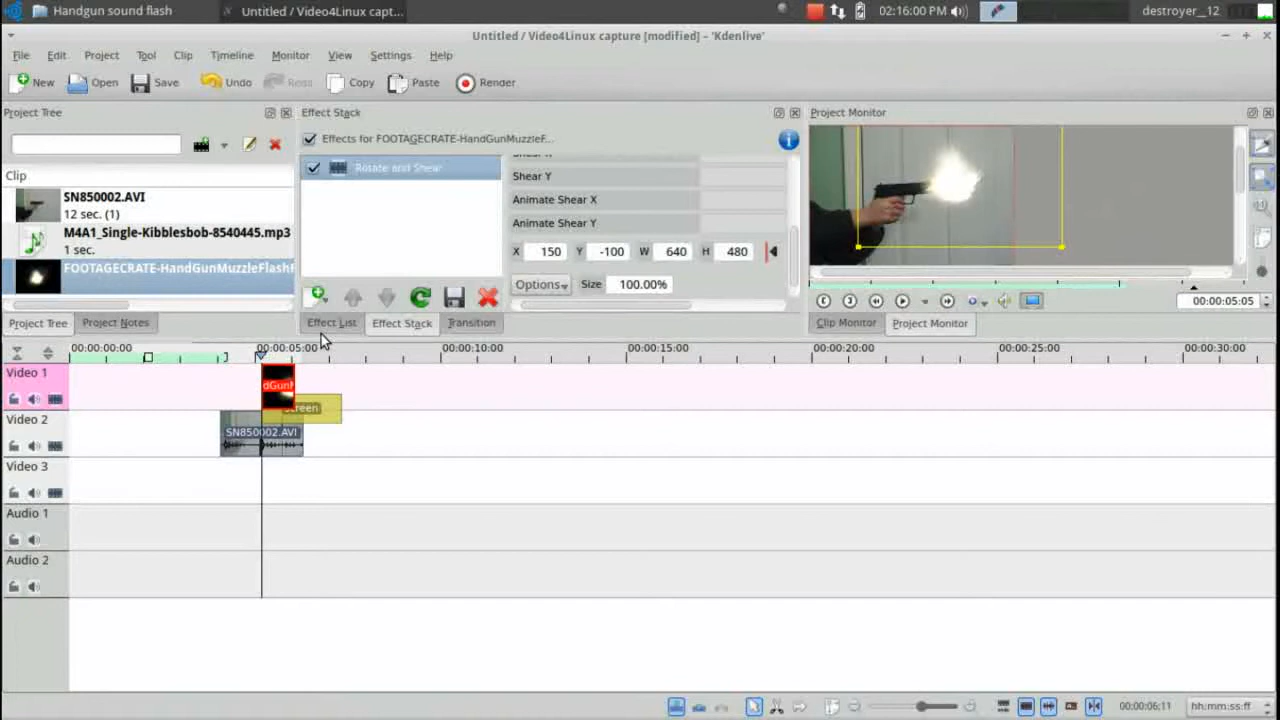 Handgun sound flash
Untitled / Video4Linux capt...
02:16:00 PM
destroyer_12
Untitled / Video4Linux capture [modified] – 'Kdenlive'
File Edit Project Tool Clip Timeline Monitor View Settings Help
New Open Save Undo Redo Copy Paste Render
Project Tree
Effect Stack
Project Monitor
Effects for FOOTAGECRATE-HandGunMuzzleF...
Clip
Rotate and Shear
Shear Y
SN850002.AVI
12 sec. (1)
Animate Shear X
Animate Shear Y
M4A1_Single-Kibblesbob-8540445.mp3
1 sec.
X 150 Y -100 W 640 H 480
FOOTAGECRATE-HandGunMuzzleFlashF
Options Size 100.00%
00:00:05:05
Project Tree Project Notes
Effect List Effect Stack Transition
Clip Monitor Project Monitor
00:00:00:00 00:00:05:00 00:00:10:00 00:00:15:00 00:00:20:00 00:00:25:00 00:00:30:00
Video 1
dGunM
Video 2
SN850002.AVI
Video 3
Audio 1
Audio 2
00:00:06:11 hh:mm:ss:ff